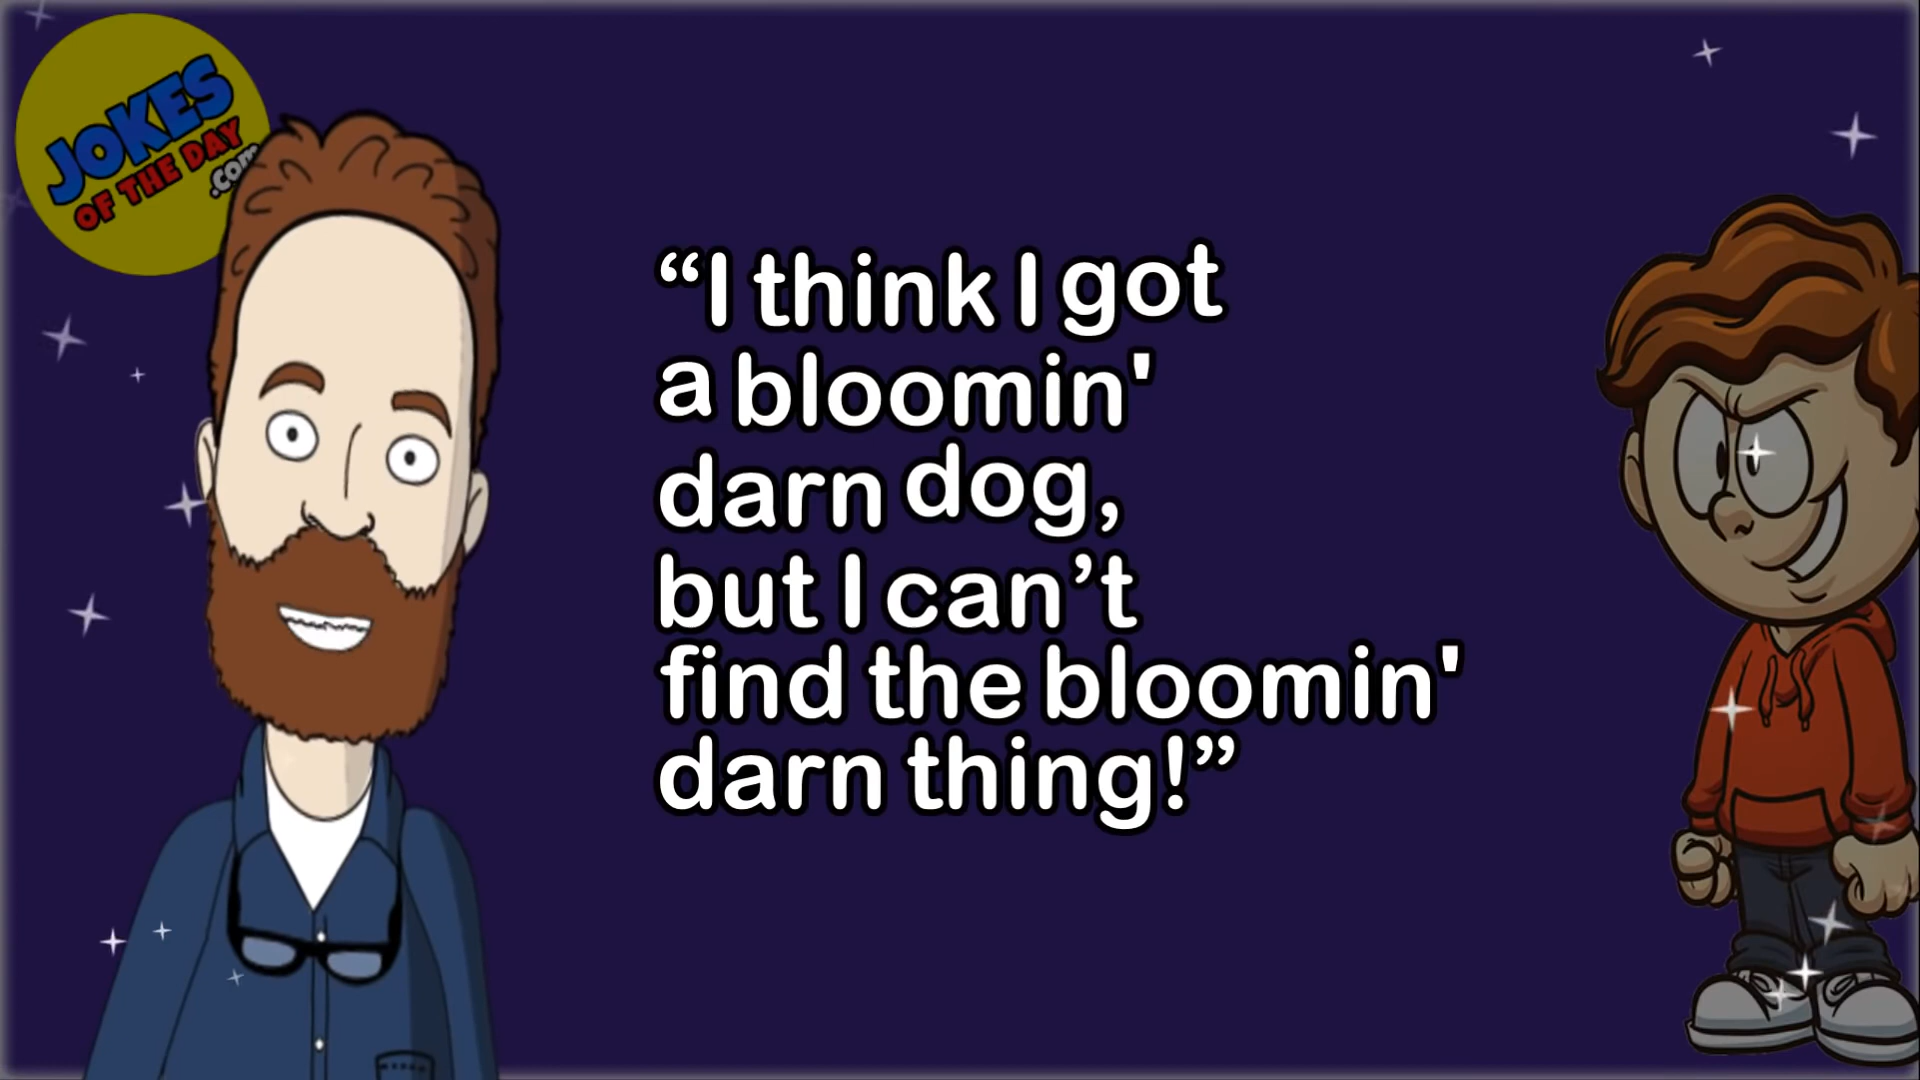 JOKES
OF THE DAY
.com
“I think I got
a bloomin'
darn dog,
but I can’t
find the bloomin'
darn thing!”